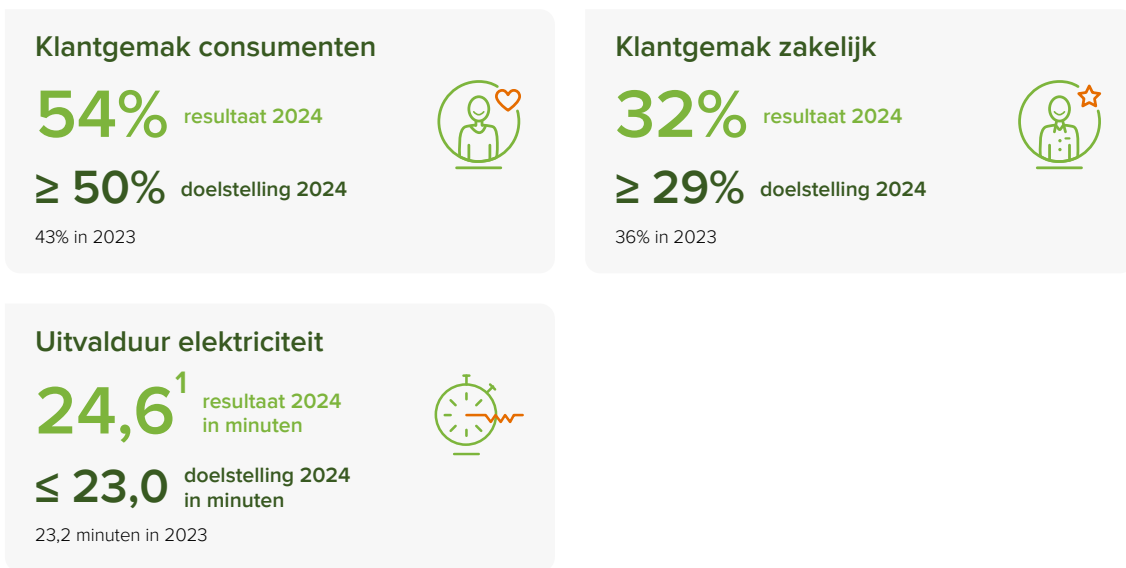 Klantgemak consumenten
54% resultaat 2024
≥ 50% doelstelling 2024
43% in 2023
Klantgemak zakelijk
32% resultaat 2024
≥ 29% doelstelling 2024
36% in 2023
Uitvalduur elektriciteit
24,6¹ resultaat 2024
in minuten
≤ 23,0 doelstelling 2024
in minuten
23,2 minuten in 2023